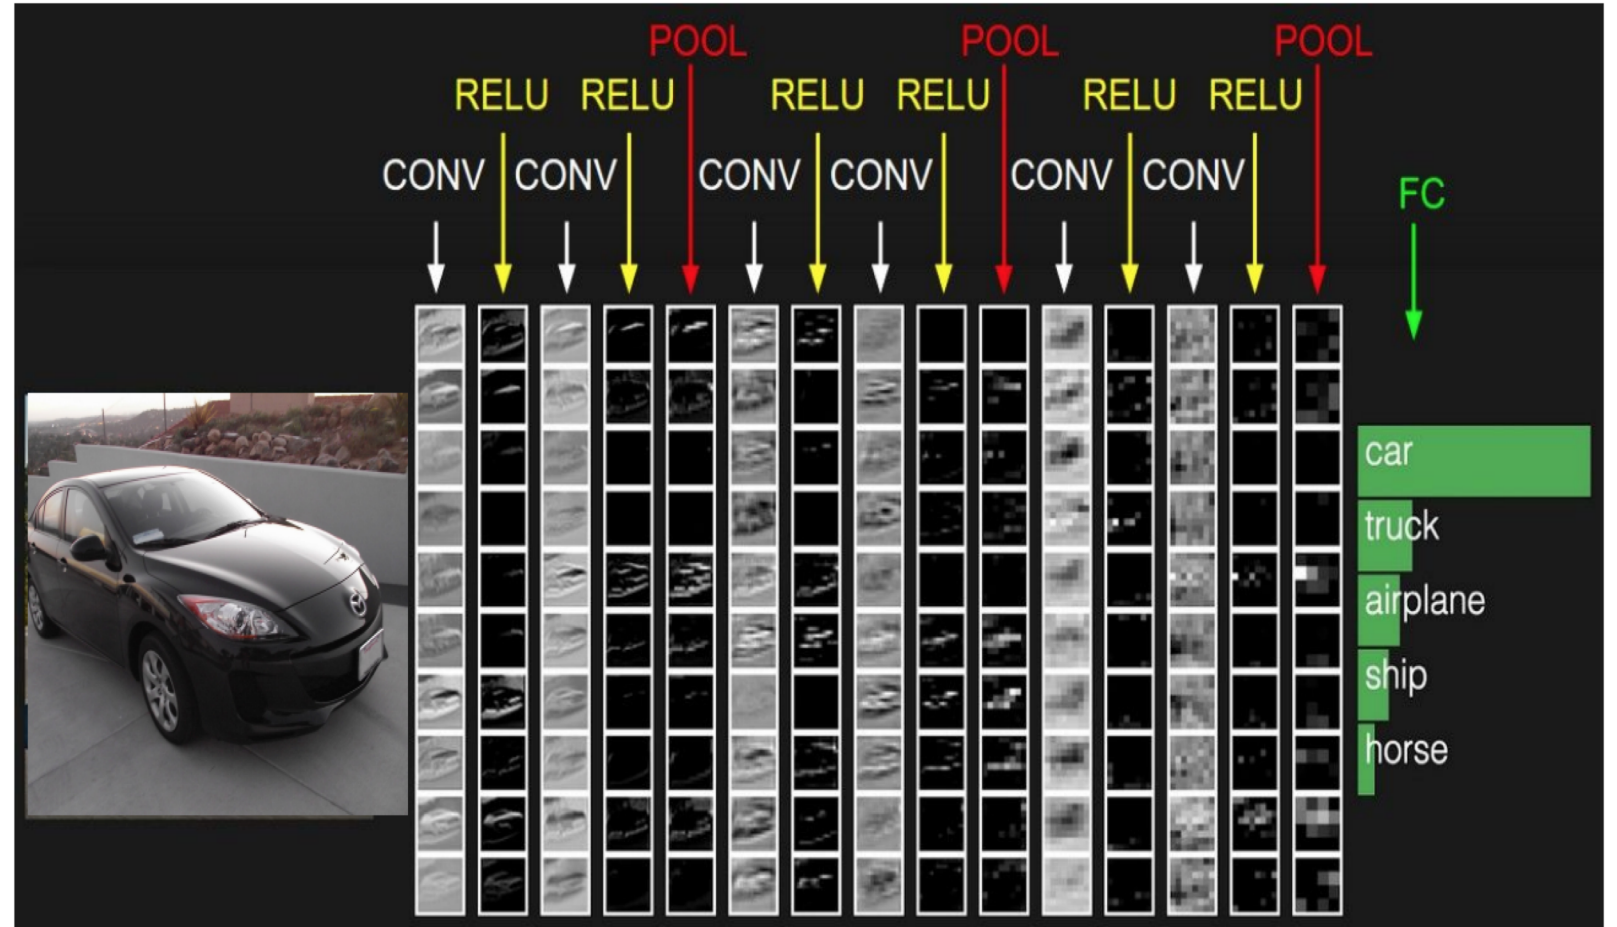 POOL POOL POOL
RELU RELU RELU RELU RELU RELU
CONV CONV CONV CONV CONV CONV
FC
car
truck
airplane
ship
horse